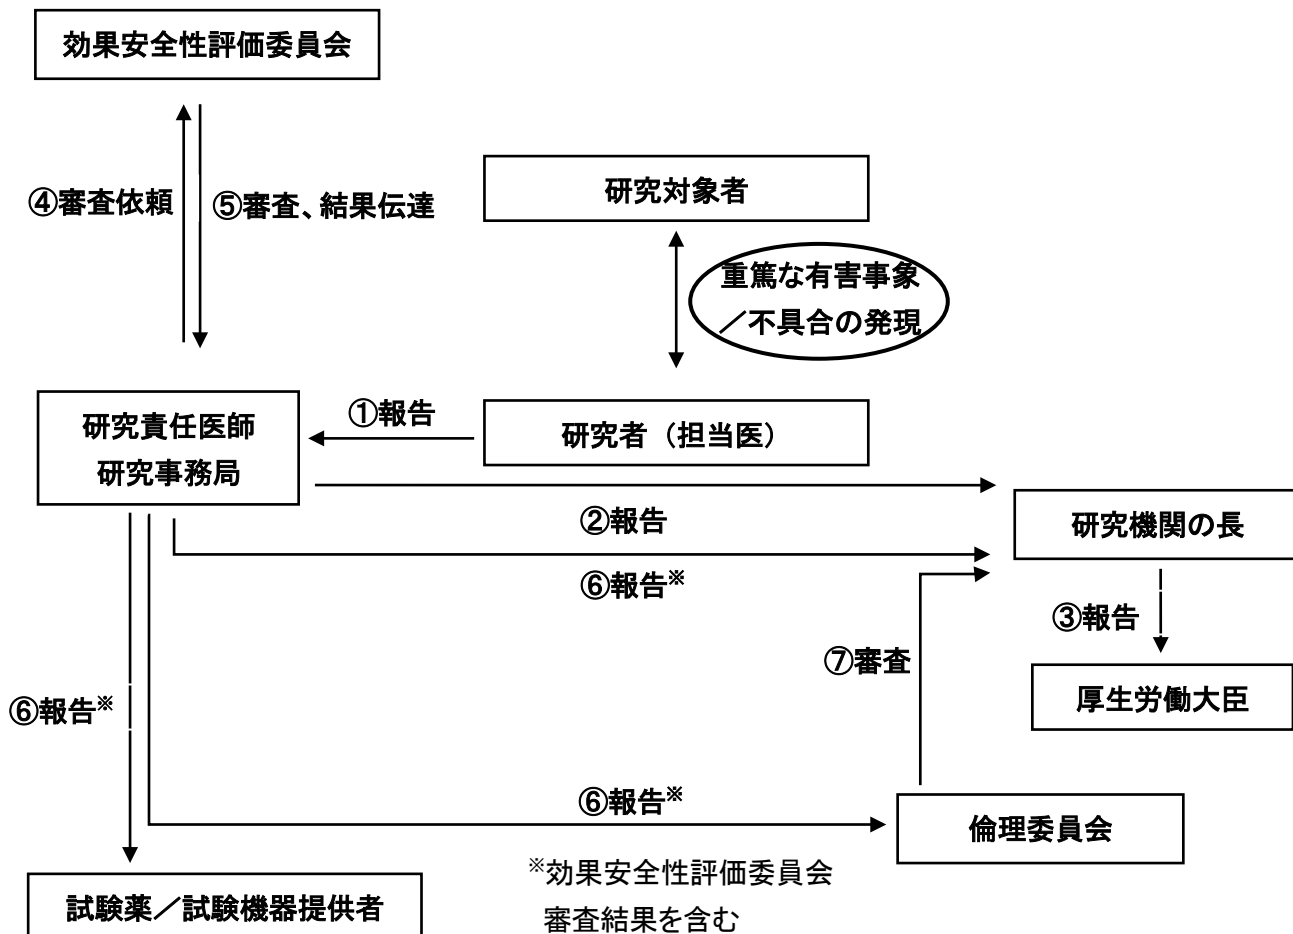 効果安全性評価委員会
④審査依頼
⑤審査、結果伝達
研究対象者
重篤な有害事象
／不具合の発現
研究責任医師
研究事務局
①報告
研究者（担当医）
②報告
研究機関の長
⑥報告※
③報告
⑦審査
厚生労働大臣
⑥報告※
⑥報告※
倫理委員会
※効果安全性評価委員会
審査結果を含む
試験薬／試験機器提供者